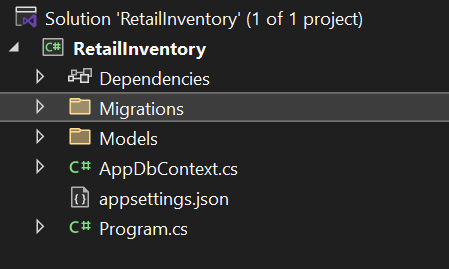 Solution 'RetailInventory' (1 of 1 project)
C# RetailInventory
Dependencies
Migrations
Models
C# AppDbContext.cs
appsettings.json
C# Program.cs